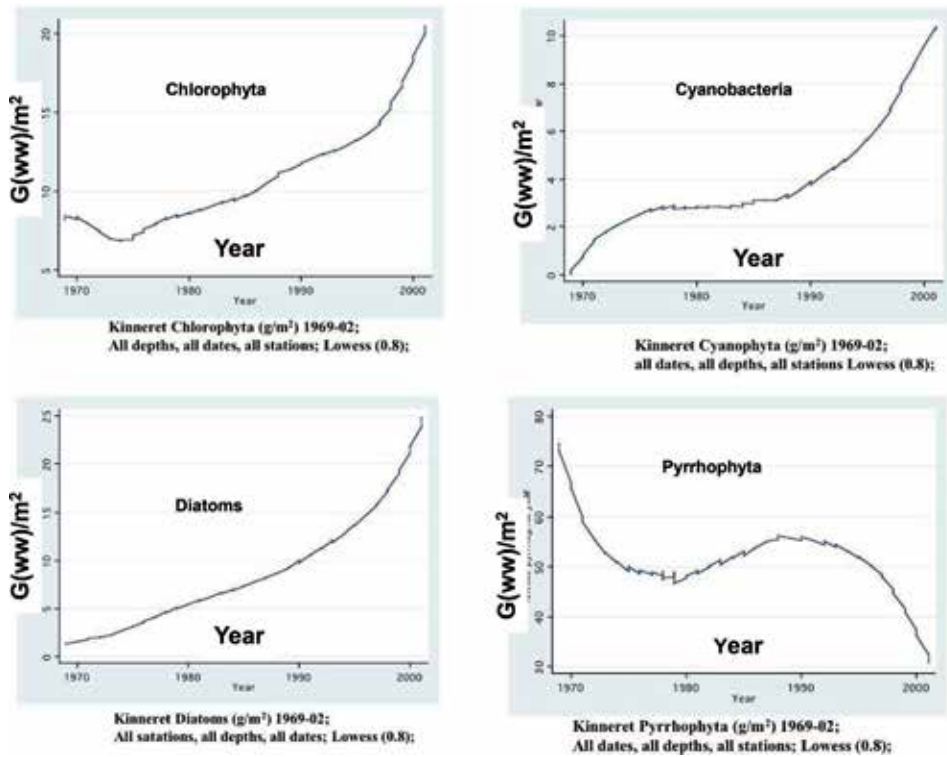 G(ww)/m²
20
15
10
5
Chlorophyta
Year
1970
1980
1990
2000
Year
Kinneret Chlorophyta (g/m²) 1969-02;
All depths, all dates, all stations; Lowess (0.8);
G(ww)/m²
10
8
6
4
2
0
Cyanobacteria
Year
1970
1980
1990
2000
Year
Kinneret Cyanophyta (g/m²) 1969-02;
all dates, all depths, all stations Lowess (0.8);
G(ww)/m²
25
20
15
10
5
0
Diatoms
Year
1970
1980
1990
2000
Year
Kinneret Diatoms (g/m²) 1969-02;
All satations, all depths, all dates; Lowess (0.8);
G(ww)/m²
80
70
60
50
40
30
Pyrrhophyta
Year
1970
1980
1990
2000
Year
Kinneret Pyrrhophyta (g/m²) 1969-02;
All dates, all depths, all stations; Lowess (0.8);